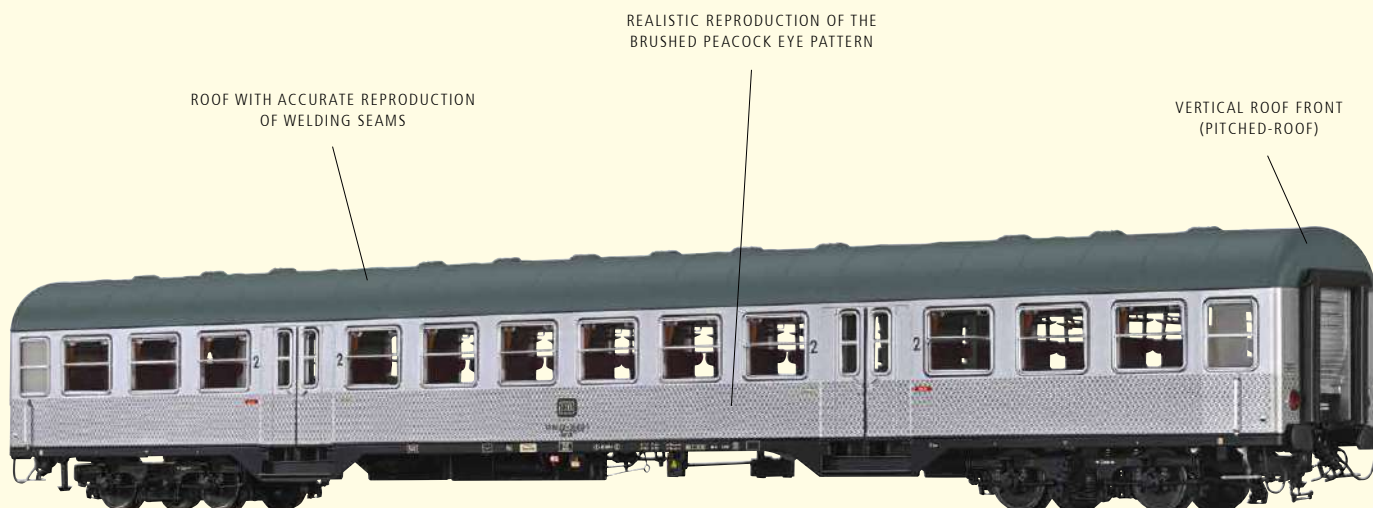 REALISTIC REPRODUCTION OF THE
BRUSHED PEACOCK EYE PATTERN
ROOF WITH ACCURATE REPRODUCTION
OF WELDING SEAMS
VERTICAL ROOF FRONT
(PITCHED-ROOF)
2
2
2
2
DB